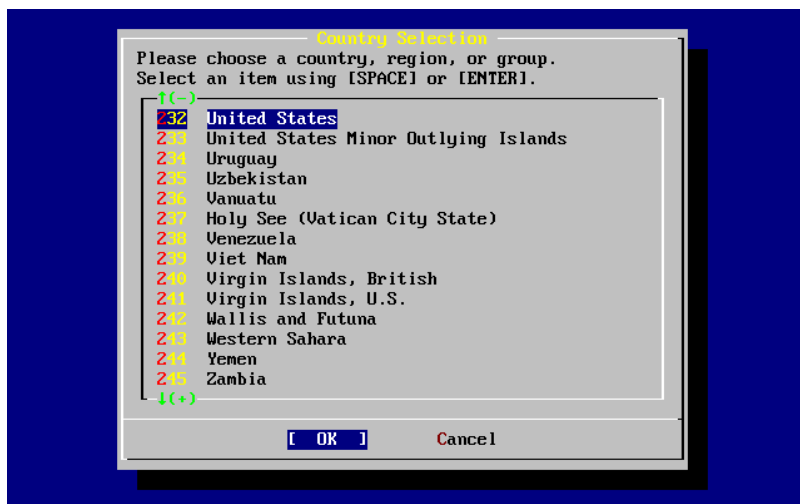 Country Selection
Please choose a country, region, or group.
Select an item using [SPACE] or [ENTER].
↑(-)
232 United States
233 United States Minor Outlying Islands
234 Uruguay
235 Uzbekistan
236 Vanuatu
237 Holy See (Vatican City State)
238 Venezuela
239 Viet Nam
240 Virgin Islands, British
241 Virgin Islands, U.S.
242 Wallis and Futuna
243 Western Sahara
244 Yemen
245 Zambia
↓(+)
[ OK ] Cancel